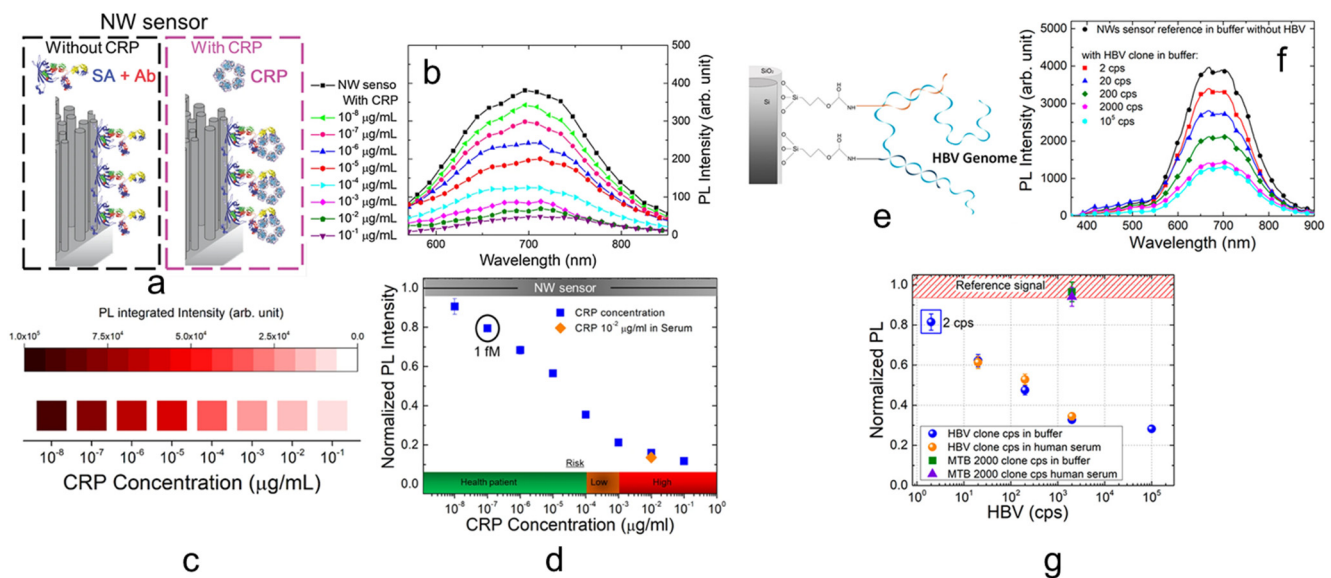 NW sensor
Without CRP
With CRP
SA + Ab
CRP
a
NW senso
With CRP
10⁻⁸ µg/mL
10⁻⁷ µg/mL
10⁻⁶ µg/mL
10⁻⁵ µg/mL
10⁻⁴ µg/mL
10⁻³ µg/mL
10⁻² µg/mL
10⁻¹ µg/mL
b
500
400
300
200
100
0
PL Intensity (arb. unit)
600 700 800
Wavelength (nm)
PL integrated Intensity (arb. unit)
1.0x10⁵ 7.5x10⁴ 5.0x10⁴ 2.5x10⁴ 0.0
10⁻⁸ 10⁻⁷ 10⁻⁶ 10⁻⁵ 10⁻⁴ 10⁻³ 10⁻² 10⁻¹
CRP Concentration (µg/mL)
c
Normalized PL Intensity
1.0
0.8
0.6
0.4
0.2
0.0
NW sensor
CRP concentration
CRP 10⁻² µg/ml in Serum
1 fM
Risk
Health patient Low High
10⁻⁸ 10⁻⁷ 10⁻⁶ 10⁻⁵ 10⁻⁴ 10⁻³ 10⁻² 10⁻¹ 10⁰
CRP Concentration (µg/ml)
d
SiO₂
Si
HBV Genome
e
PL Intensity (arb. unit)
5000
4000
3000
2000
1000
0
NWs sensor reference in buffer without HBV
with HBV clone in buffer:
2 cps
20 cps
200 cps
2000 cps
10⁵ cps
f
400 500 600 700 800 900
Wavelength (nm)
Normalized PL
1.0
0.8
0.6
0.4
0.2
0.0
Reference signal
2 cps
HBV clone cps in buffer
HBV clone cps in human serum
MTB 2000 clone cps in buffer
MTB 2000 clone cps human serum
10⁰ 10¹ 10² 10³ 10⁴ 10⁵
HBV (cps)
g